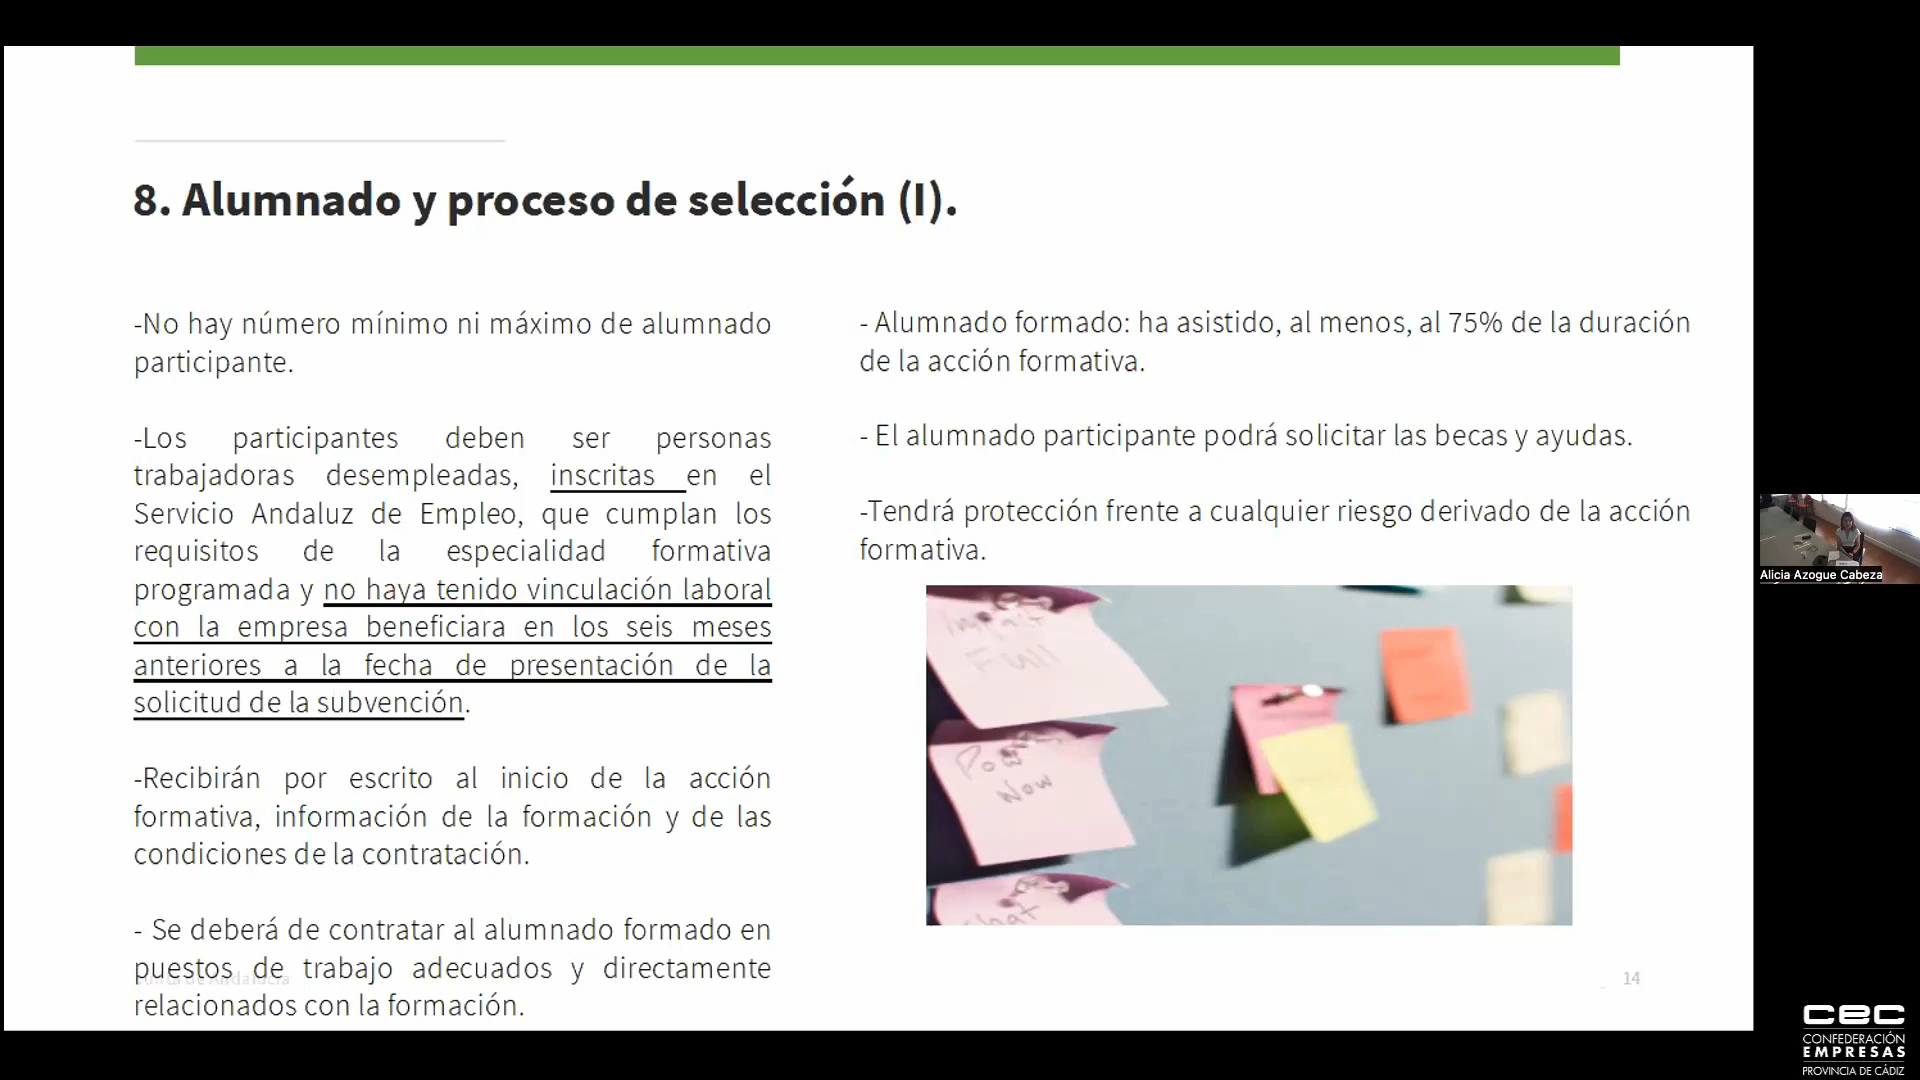 8. Alumnado y proceso de selección (I).
-No hay número mínimo ni máximo de alumnado
participante.
-Los participantes deben ser personas
trabajadoras desempleadas, inscritas en el
Servicio Andaluz de Empleo, que cumplan los
requisitos de la especialidad formativa
programada y no haya tenido vinculación laboral
con la empresa beneficiara en los seis meses
anteriores a la fecha de presentación de la
solicitud de la subvención.
-Recibirán por escrito al inicio de la acción
formativa, información de la formación y de las
condiciones de la contratación.
- Se deberá de contratar al alumnado formado en
puestos de trabajo adecuados y directamente
relacionados con la formación.
Junta de Andalucía
- Alumnado formado: ha asistido, al menos, al 75% de la duración
de la acción formativa.
- El alumnado participante podrá solicitar las becas y ayudas.
-Tendrá protección frente a cualquier riesgo derivado de la acción
formativa.
Full
Now
14
Alicia Azogue Cabeza
cec
CONFEDERACIÓN
EMPRESAS
PROVINCIA DE CÁDIZ